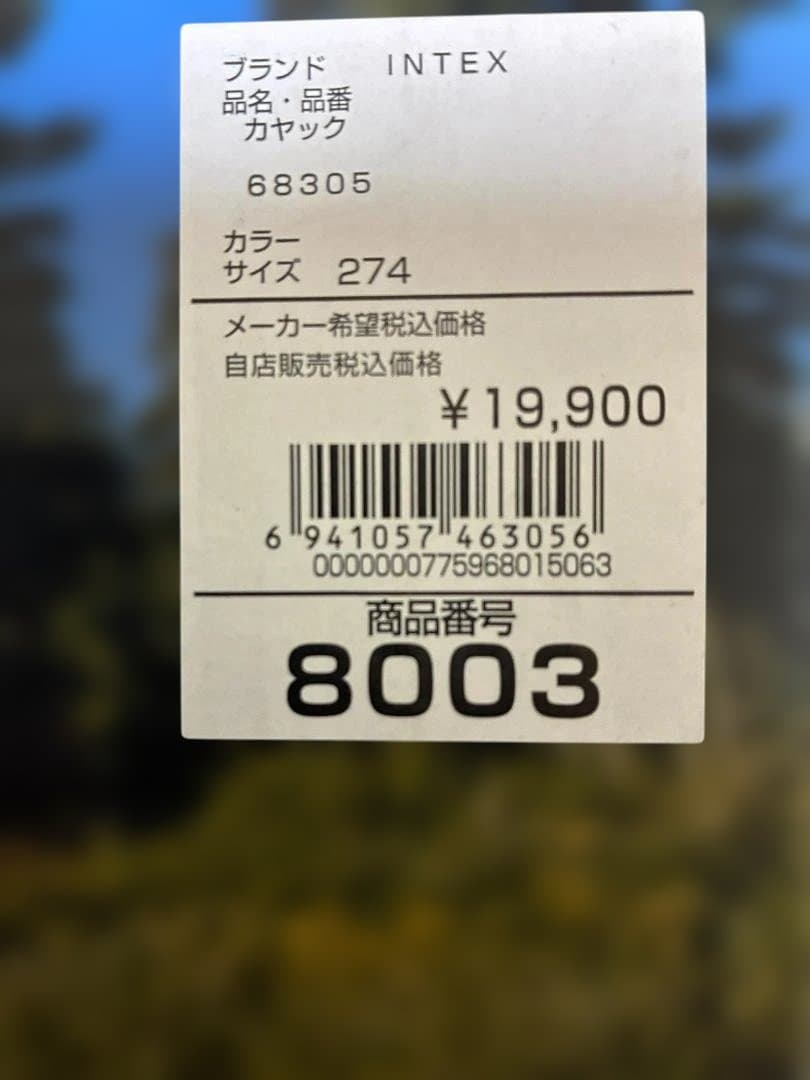 ブランド INTEX
品名・品番
カヤック
68305
カラー
サイズ 274
メーカー希望税込価格
自店販売税込価格
¥19,900
6 941057 463056
0000000775968015063
商品番号
8003